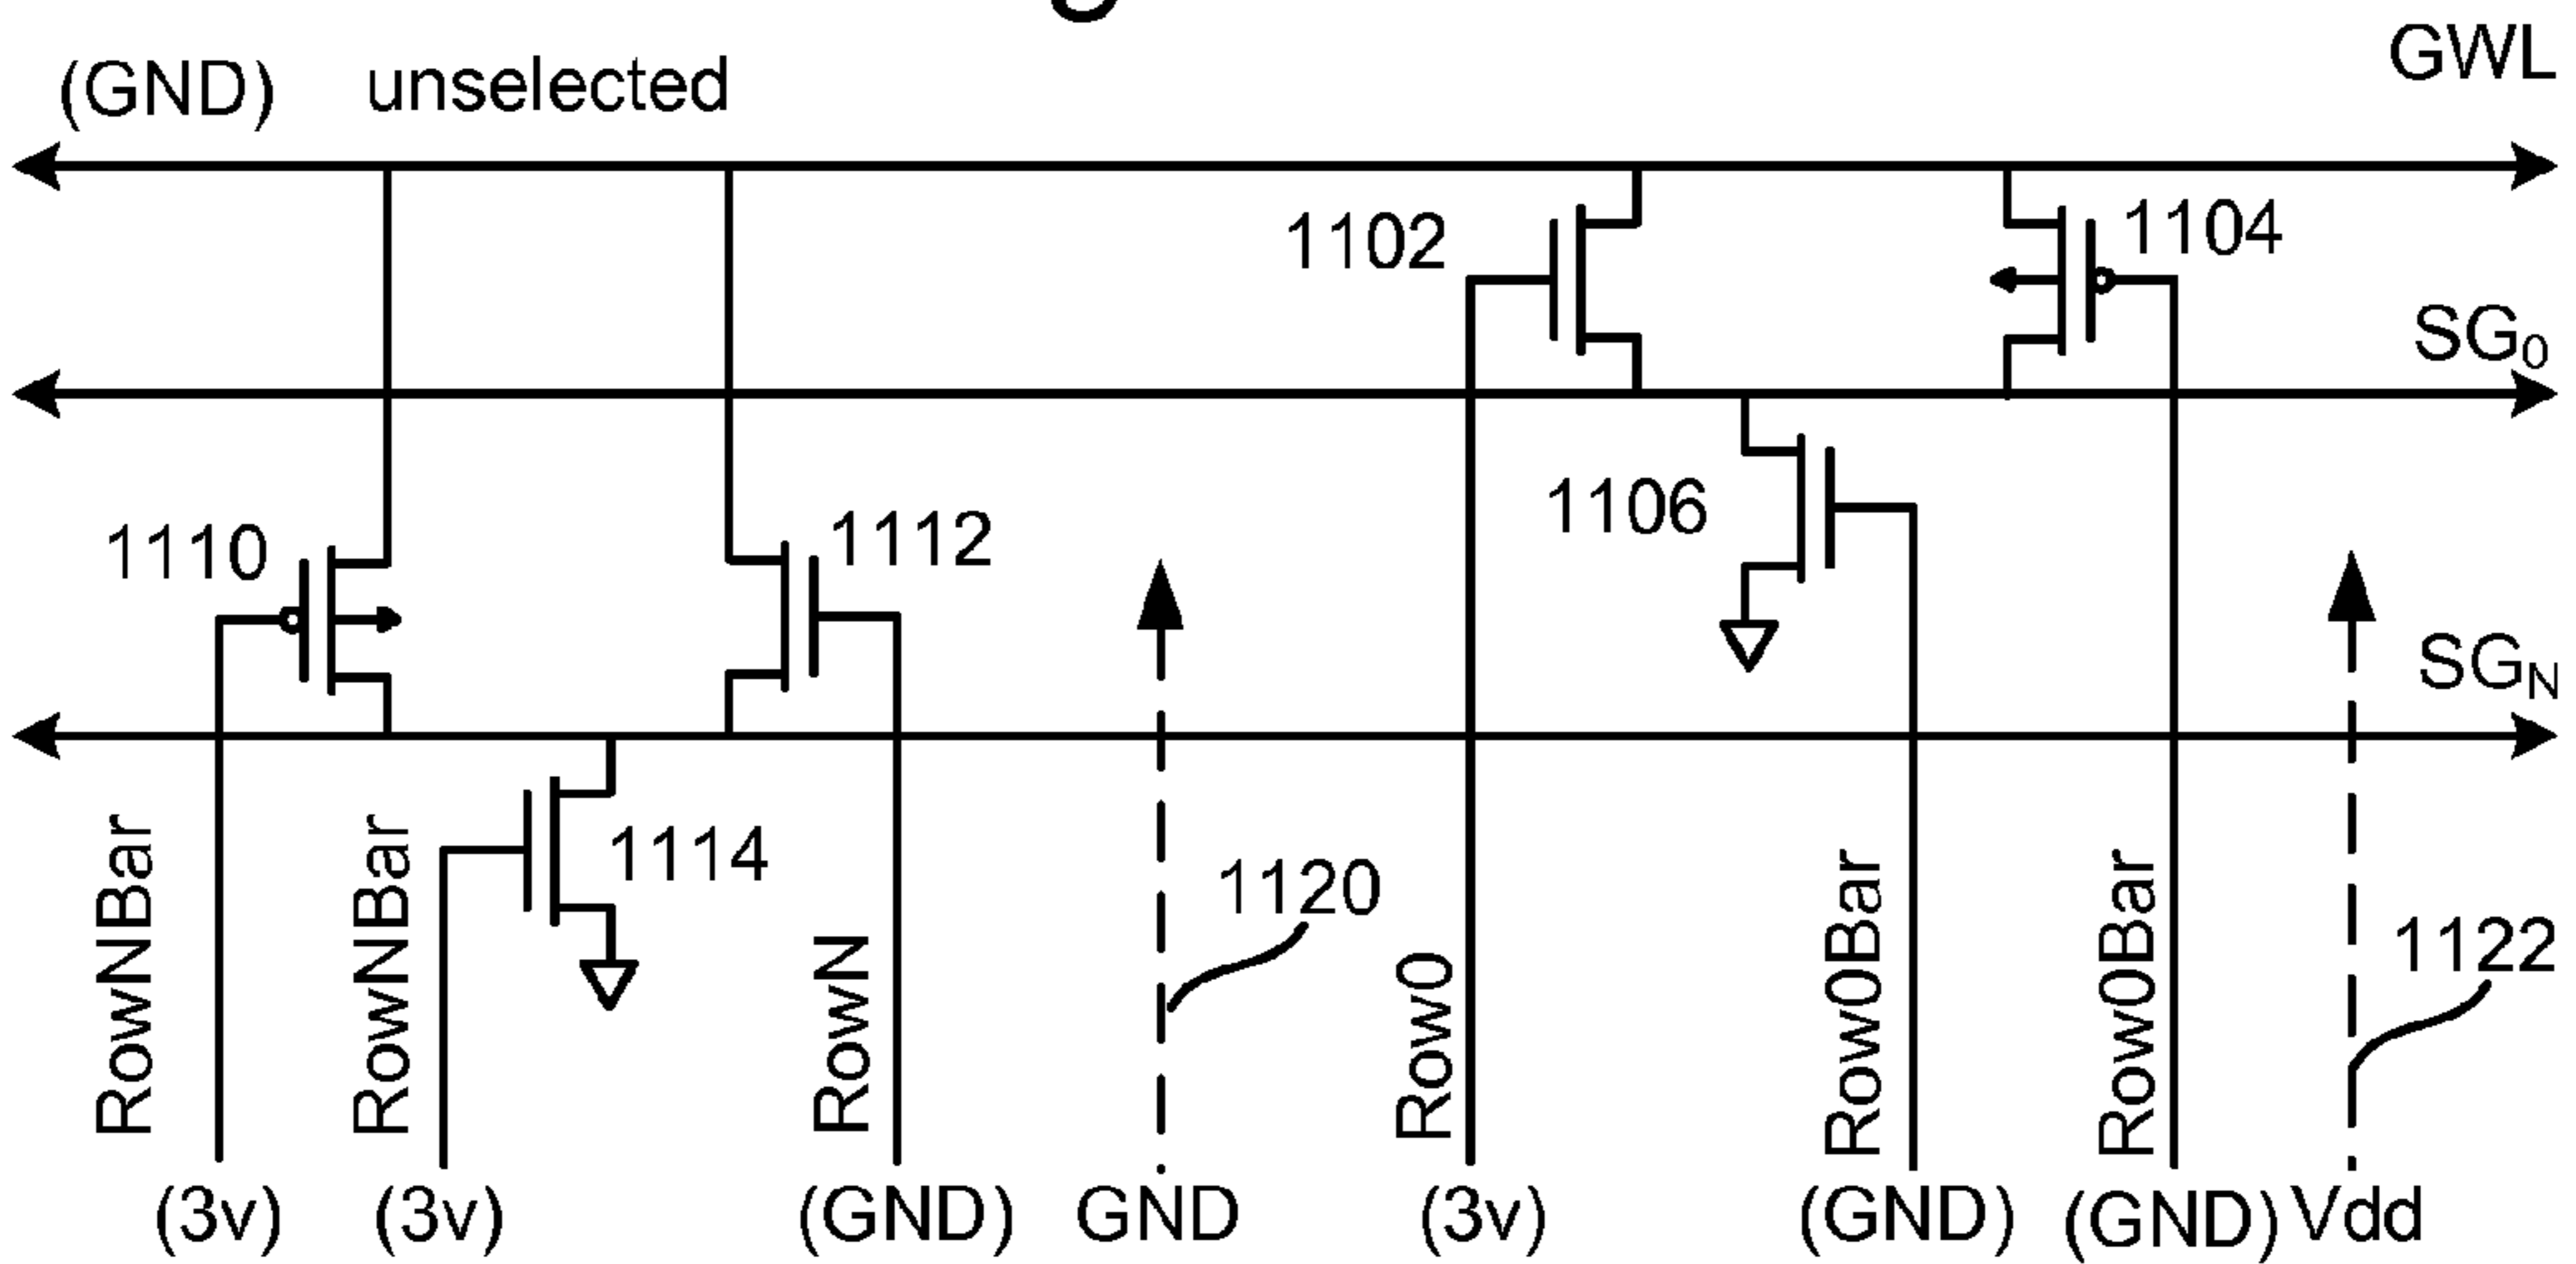 (GND) unselected GWL
1102 1104
SG0
1106
1110 1112
SGN
1114
1120
1122
RowNBar RowNBar RowN Row0 Row0Bar Row0Bar
(3v) (3v) (GND) GND (3v) (GND) (GND) Vdd